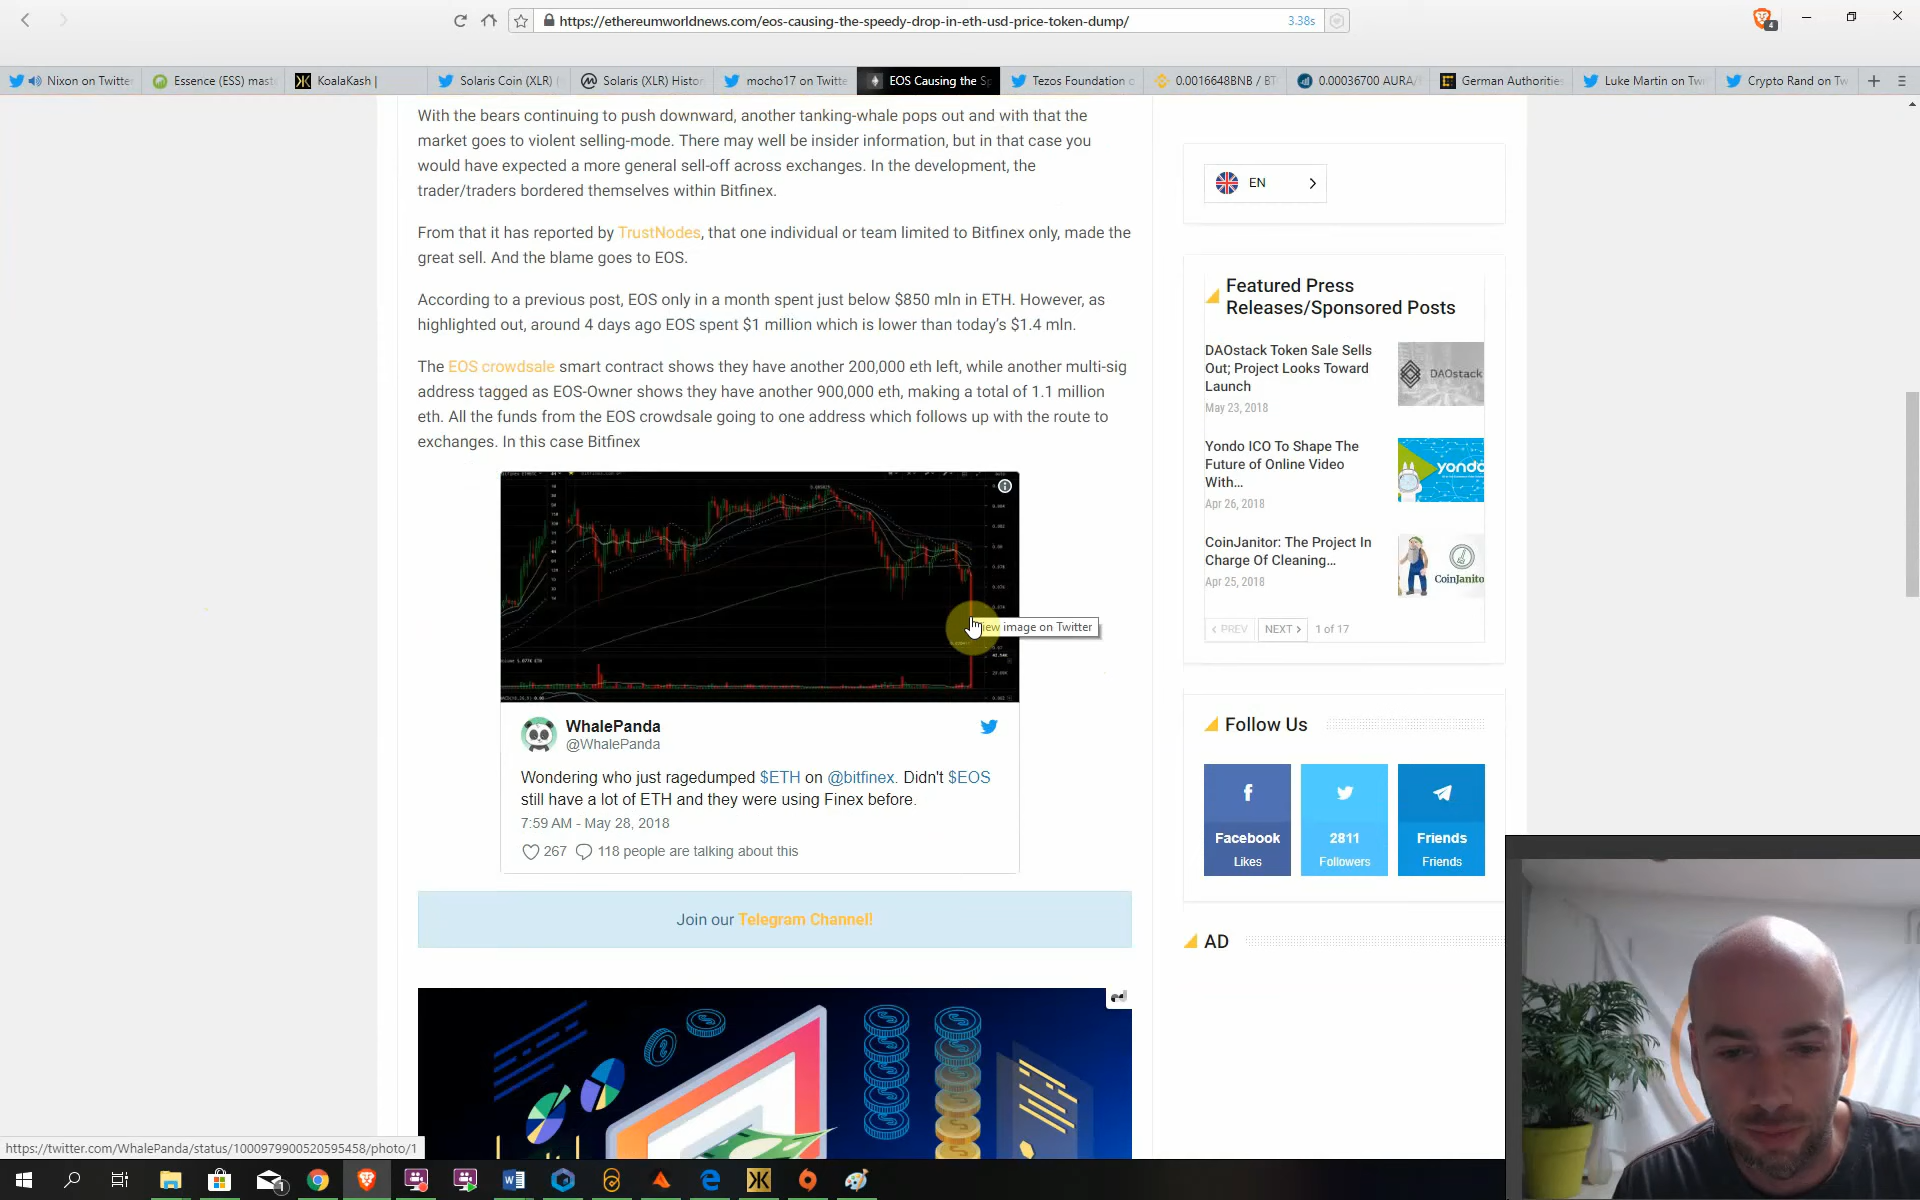 https://ethereumworldnews.com/eos-causing-the-speedy-drop-in-eth-usd-price-token-dump/
3.38s
4
Nixon on Twitte
Essence (ESS) mast
KoalaKash |
Solaris Coin (XLR)
Solaris (XLR) Histor
mocho17 on Twitte
EOS Causing the Sp
Tezos Foundation
0.0016648BNB / BT
0.00036700 AURA/
German Authorities
Luke Martin on Tw
Crypto Rand on Tw
With the bears continuing to push downward, another tanking-whale pops out and with that the
market goes to violent selling-mode. There may well be insider information, but in that case you
would have expected a more general sell-off across exchanges. In the development, the
trader/traders bordered themselves within Bitfinex.
From that it has reported by TrustNodes, that one individual or team limited to Bitfinex only, made the
great sell. And the blame goes to EOS.
According to a previous post, EOS only in a month spent just below $850 mln in ETH. However, as
highlighted out, around 4 days ago EOS spent $1 million which is lower than today's $1.4 mln.
The EOS crowdsale smart contract shows they have another 200,000 eth left, while another multi-sig
address tagged as EOS-Owner shows they have another 900,000 eth, making a total of 1.1 million
eth. All the funds from the EOS crowdsale going to one address which follows up with the route to
exchanges. In this case Bitfinex
iew image on Twitter
WhalePanda
@WhalePanda
Wondering who just ragedumped $ETH on @bitfinex. Didn't $EOS
still have a lot of ETH and they were using Finex before.
7:59 AM - May 28, 2018
267
118 people are talking about this
Join our Telegram Channel!
EN
Featured Press
Releases/Sponsored Posts
DAOstack Token Sale Sells
Out; Project Looks Toward
Launch
May 23, 2018
DAOstack
Yondo ICO To Shape The
Future of Online Video
With...
Apr 26, 2018
yondo
CoinJanitor: The Project In
Charge Of Cleaning...
Apr 25, 2018
CoinJanito
PREV
NEXT
1 of 17
Follow Us
Facebook
Likes
2811
Followers
Friends
Friends
AD
https://twitter.com/WhalePanda/status/1000979900520595458/photo/1
1